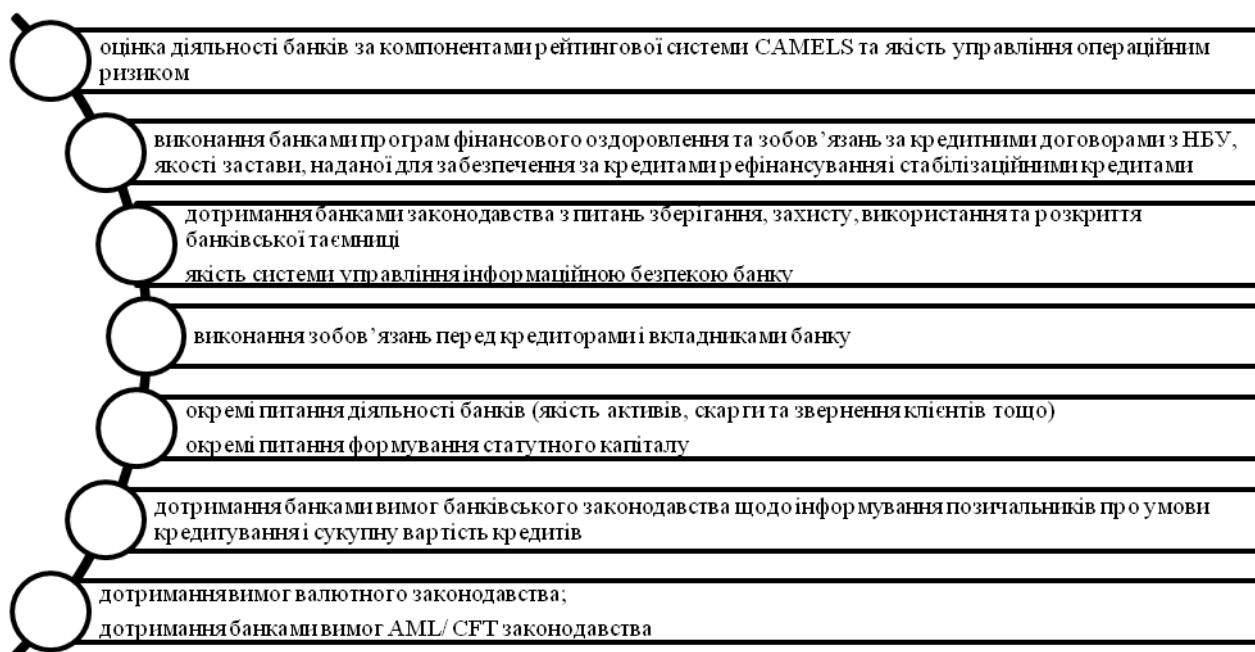 оцінка діяльності банків за компонентами рейтингової системи CAMELS та якість управління операційним
ризиком
виконання банками програм фінансового оздоровлення та зобов’язань за кредитними договорами з НБУ,
якості застави, наданої для забезпечення за кредитами рефінансування і стабілізаційними кредитами
дотримання банками законодавства з питань зберігання, захисту, використання та розкриття
банківської таємниці
якість системи управління інформаційною безпекою банку
виконання зобов’язань перед кредиторами і вкладниками банку
окремі питання діяльності банків (якість активів, скарги та звернення клієнтів тощо)
окремі питання формування статутного капіталу
дотримання банками вимог банківського законодавства щодо інформування позичальників про умови
кредитування і сукупну вартість кредитів
дотримання вимог валютного законодавства;
дотримання банками вимог AML/ CFT законодавства